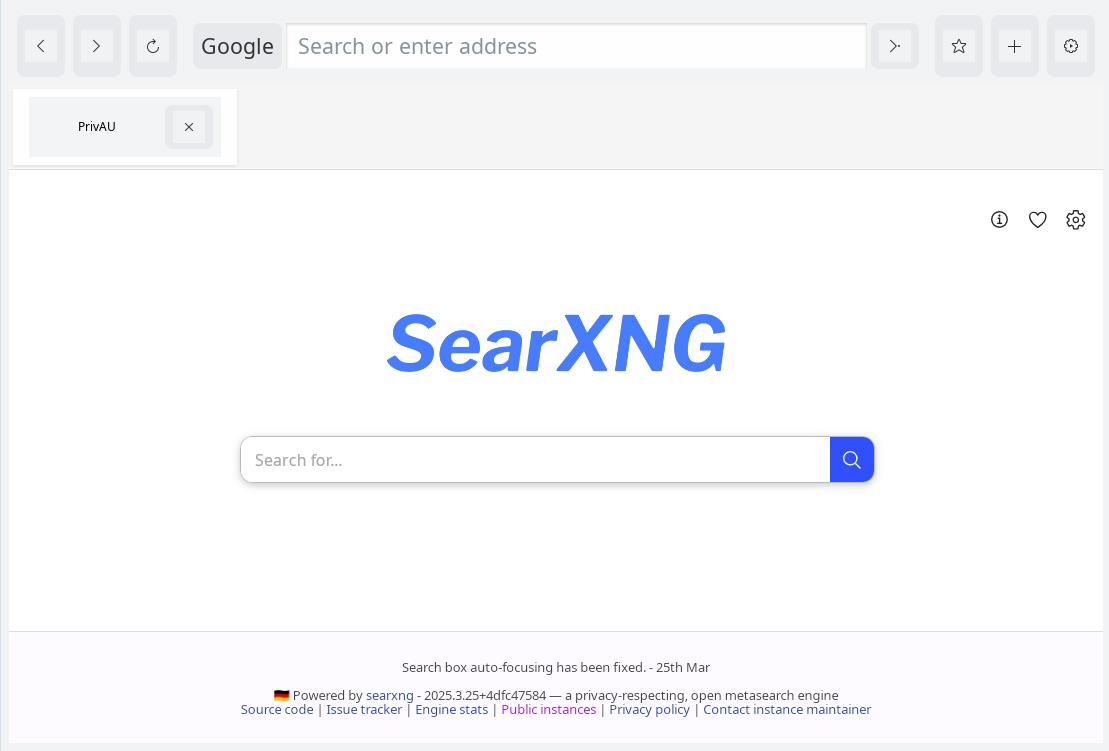 Google
Search or enter address
PrivAU
SearXNG
Search for...
Search box auto-focusing has been fixed. - 25th Mar
Powered by searxng - 2025.3.25+4dfc47584 — a privacy-respecting, open metasearch engine
Source code | Issue tracker | Engine stats | Public instances | Privacy policy | Contact instance maintainer